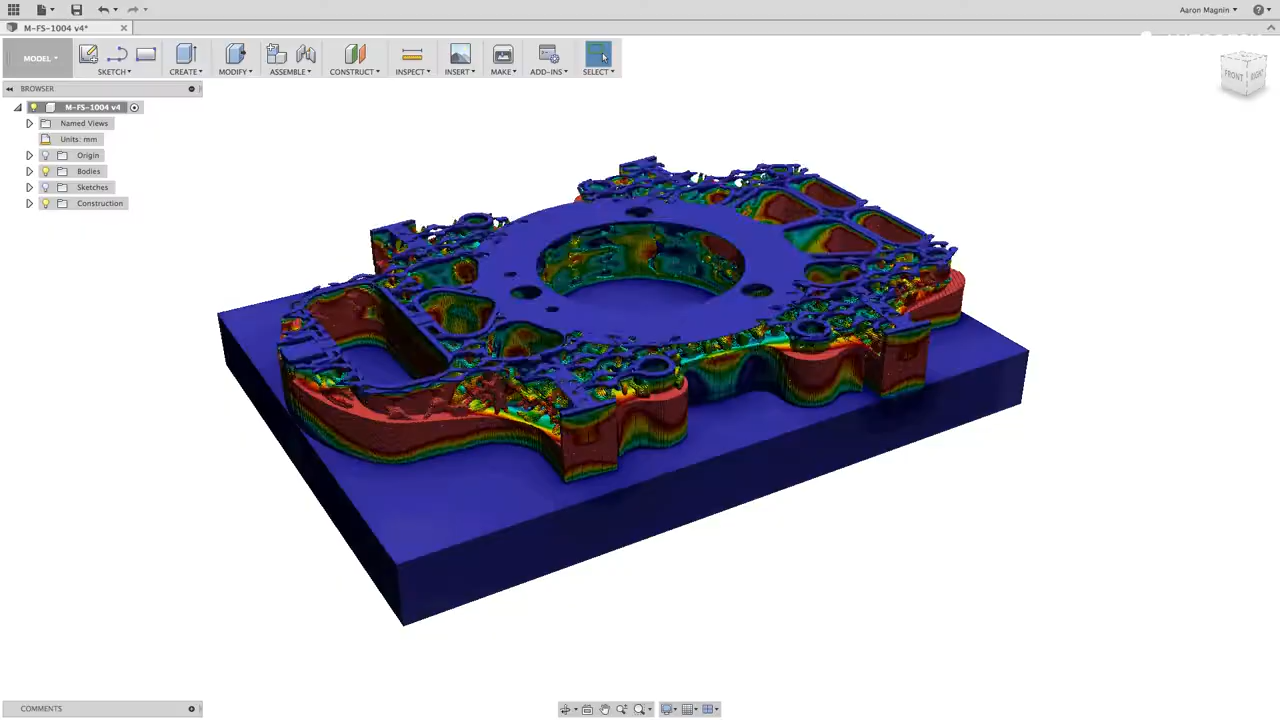 Aaron Magnin
M-FS-1004 v4*
MODEL
SKETCH
CREATE
MODIFY
ASSEMBLE
CONSTRUCT
INSPECT
INSERT
MAKE
ADD-INS
SELECT
FRONT
RIGHT
BROWSER
M-FS-1004 v4
Named Views
Units: mm
Origin
Bodies
Sketches
Construction
COMMENTS